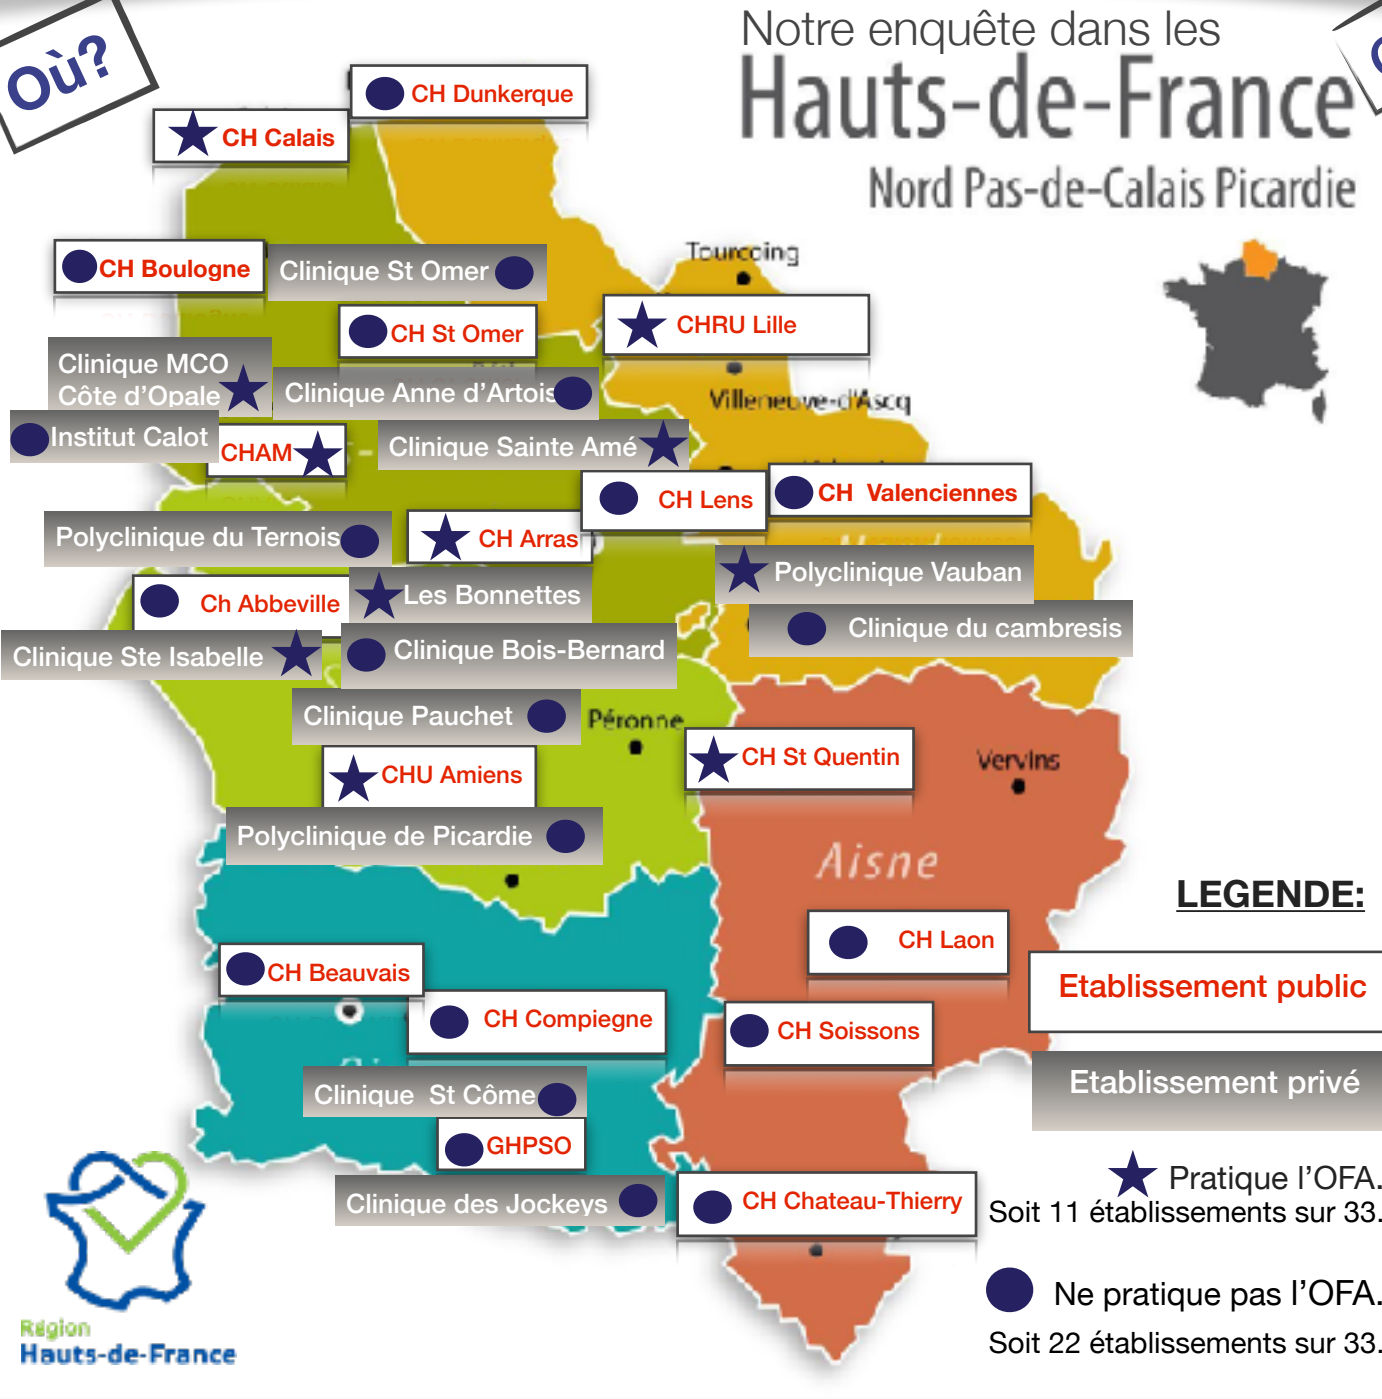 Où?
Notre enquête dans les
Hauts-de-France
Nord Pas-de-Calais Picardie
CH Dunkerque
CH Calais
Tourcoing
CH Boulogne
Clinique St Omer
CH St Omer
CHRU Lille
Clinique MCO
Côte d'Opale
Clinique Anne d'Artois
Villeneuve-d'Ascq
Institut Calot
CHAM
Clinique Sainte Amé
CH Lens
CH Valenciennes
Polyclinique du Ternois
CH Arras
Polyclinique Vauban
Ch Abbeville
Les Bonnettes
Clinique du cambresis
Clinique Ste Isabelle
Clinique Bois-Bernard
Clinique Pauchet
Péronne
CH St Quentin
Vervins
CHU Amiens
Polyclinique de Picardie
Aisne
LEGENDE:
CH Laon
CH Beauvais
Etablissement public
CH Compiegne
CH Soissons
Clinique St Côme
Etablissement privé
GHPSO
Clinique des Jockeys
CH Chateau-Thierry
Pratique l'OFA.
Soit 11 établissements sur 33.
Ne pratique pas l'OFA.
Soit 22 établissements sur 33.
Région
Hauts-de-France